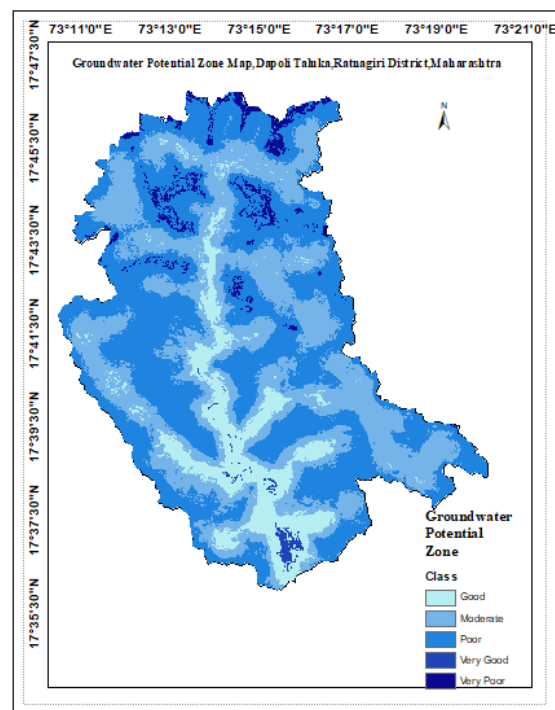 73°11'0"E 73°13'0"E 73°15'0"E 73°17'0"E 73°19'0"E 73°21'0"E
17°47'30"N
Groundwater Potential Zone Map,Dapoli Taluka,Ratnagiri District,Maharashtra
N
17°45'30"N
17°43'30"N
17°41'30"N
17°39'30"N
17°37'30"N
17°35'30"N
Groundwater
Potential
Zone
Class
Good
Moderate
Poor
Very Good
Very Poor